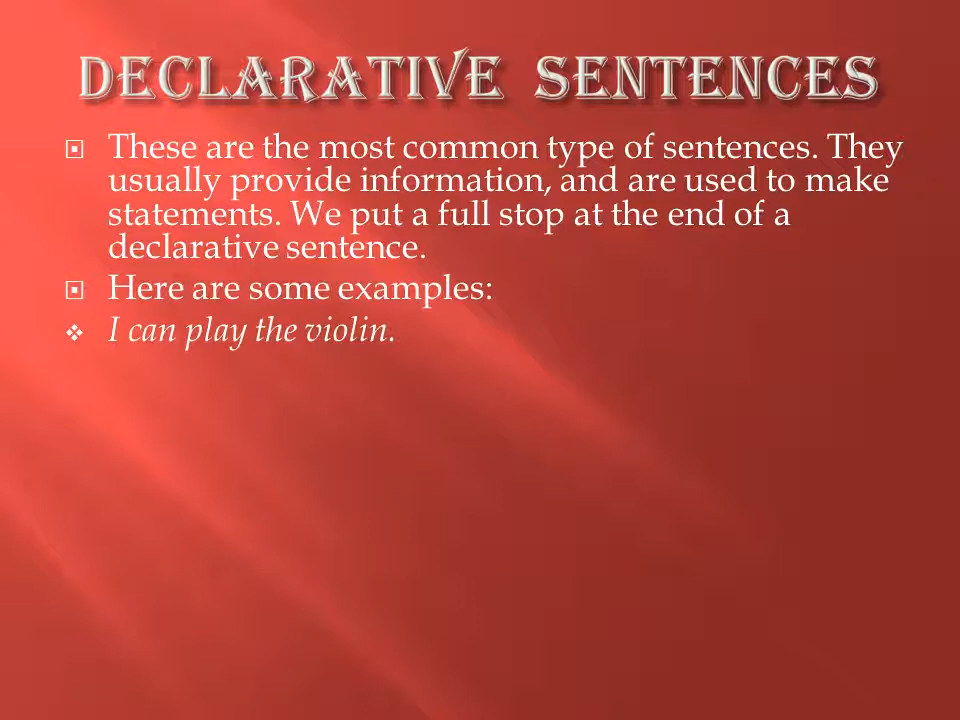 DECLARATIVE SENTENCES
These are the most common type of sentences. They
usually provide information, and are used to make
statements. We put a full stop at the end of a
declarative sentence.
Here are some examples:
I can play the violin.